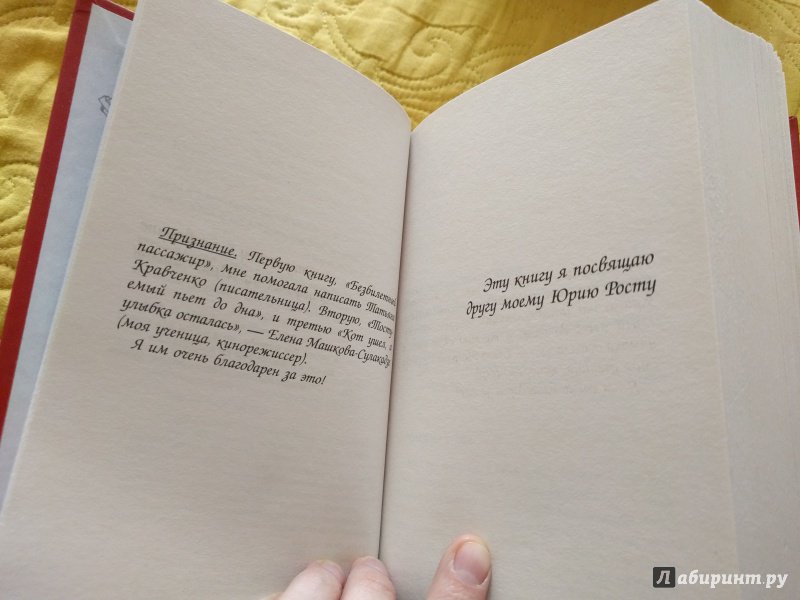 Признание. Первую книгу, «Безбилетный
пассажир», мне помогала написать Татьяна
Кравченко (писательница). Вторую, «Тосту-
емый пьет до дна», и третью «Кот ушел, а
улыбка осталась», — Елена Машкова-Сулакадзе
(моя ученица, кинорежиссер).
Я им очень благодарен за это!
Эту книгу я посвящаю
другу моему Юрию Росту
Лабиринт.ру